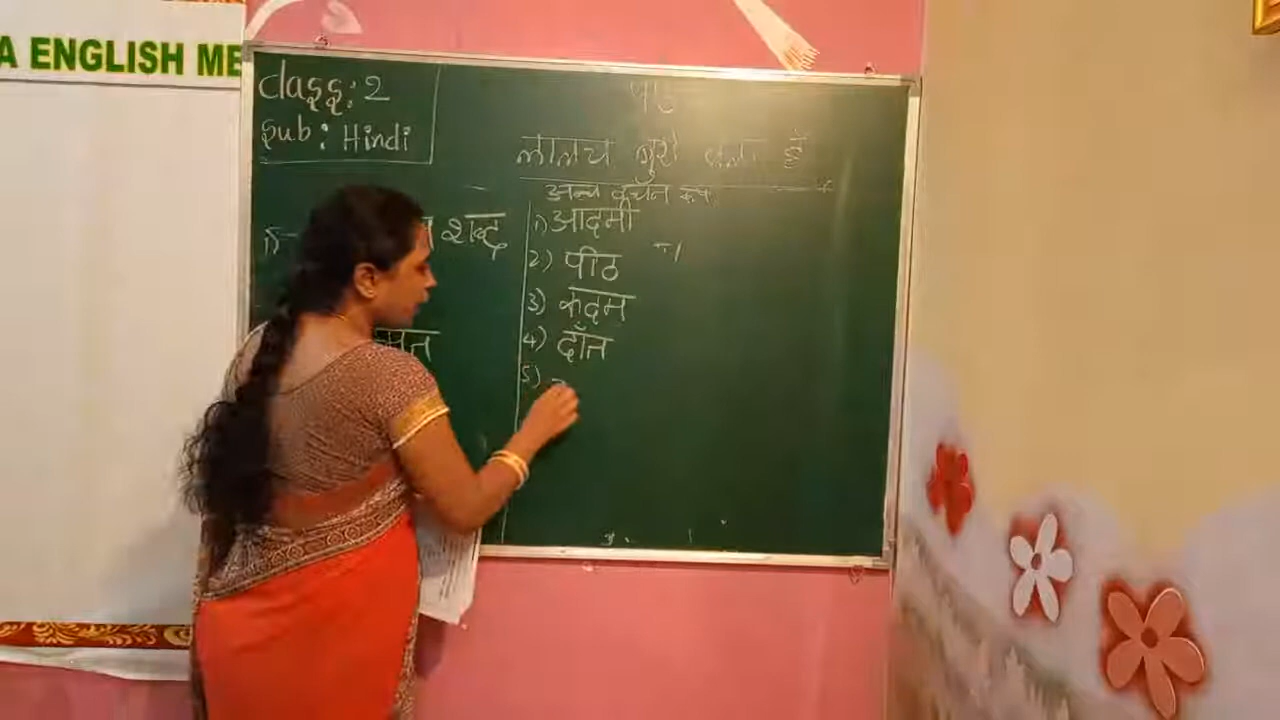 A ENGLISH ME
Class: 2
Sub: Hindi
पाठ
लालच बुरी बला है
अन्य वचन रूप
1) आदमी
शब्द
2) पीठ
3) कदम
4) दाँत
5)